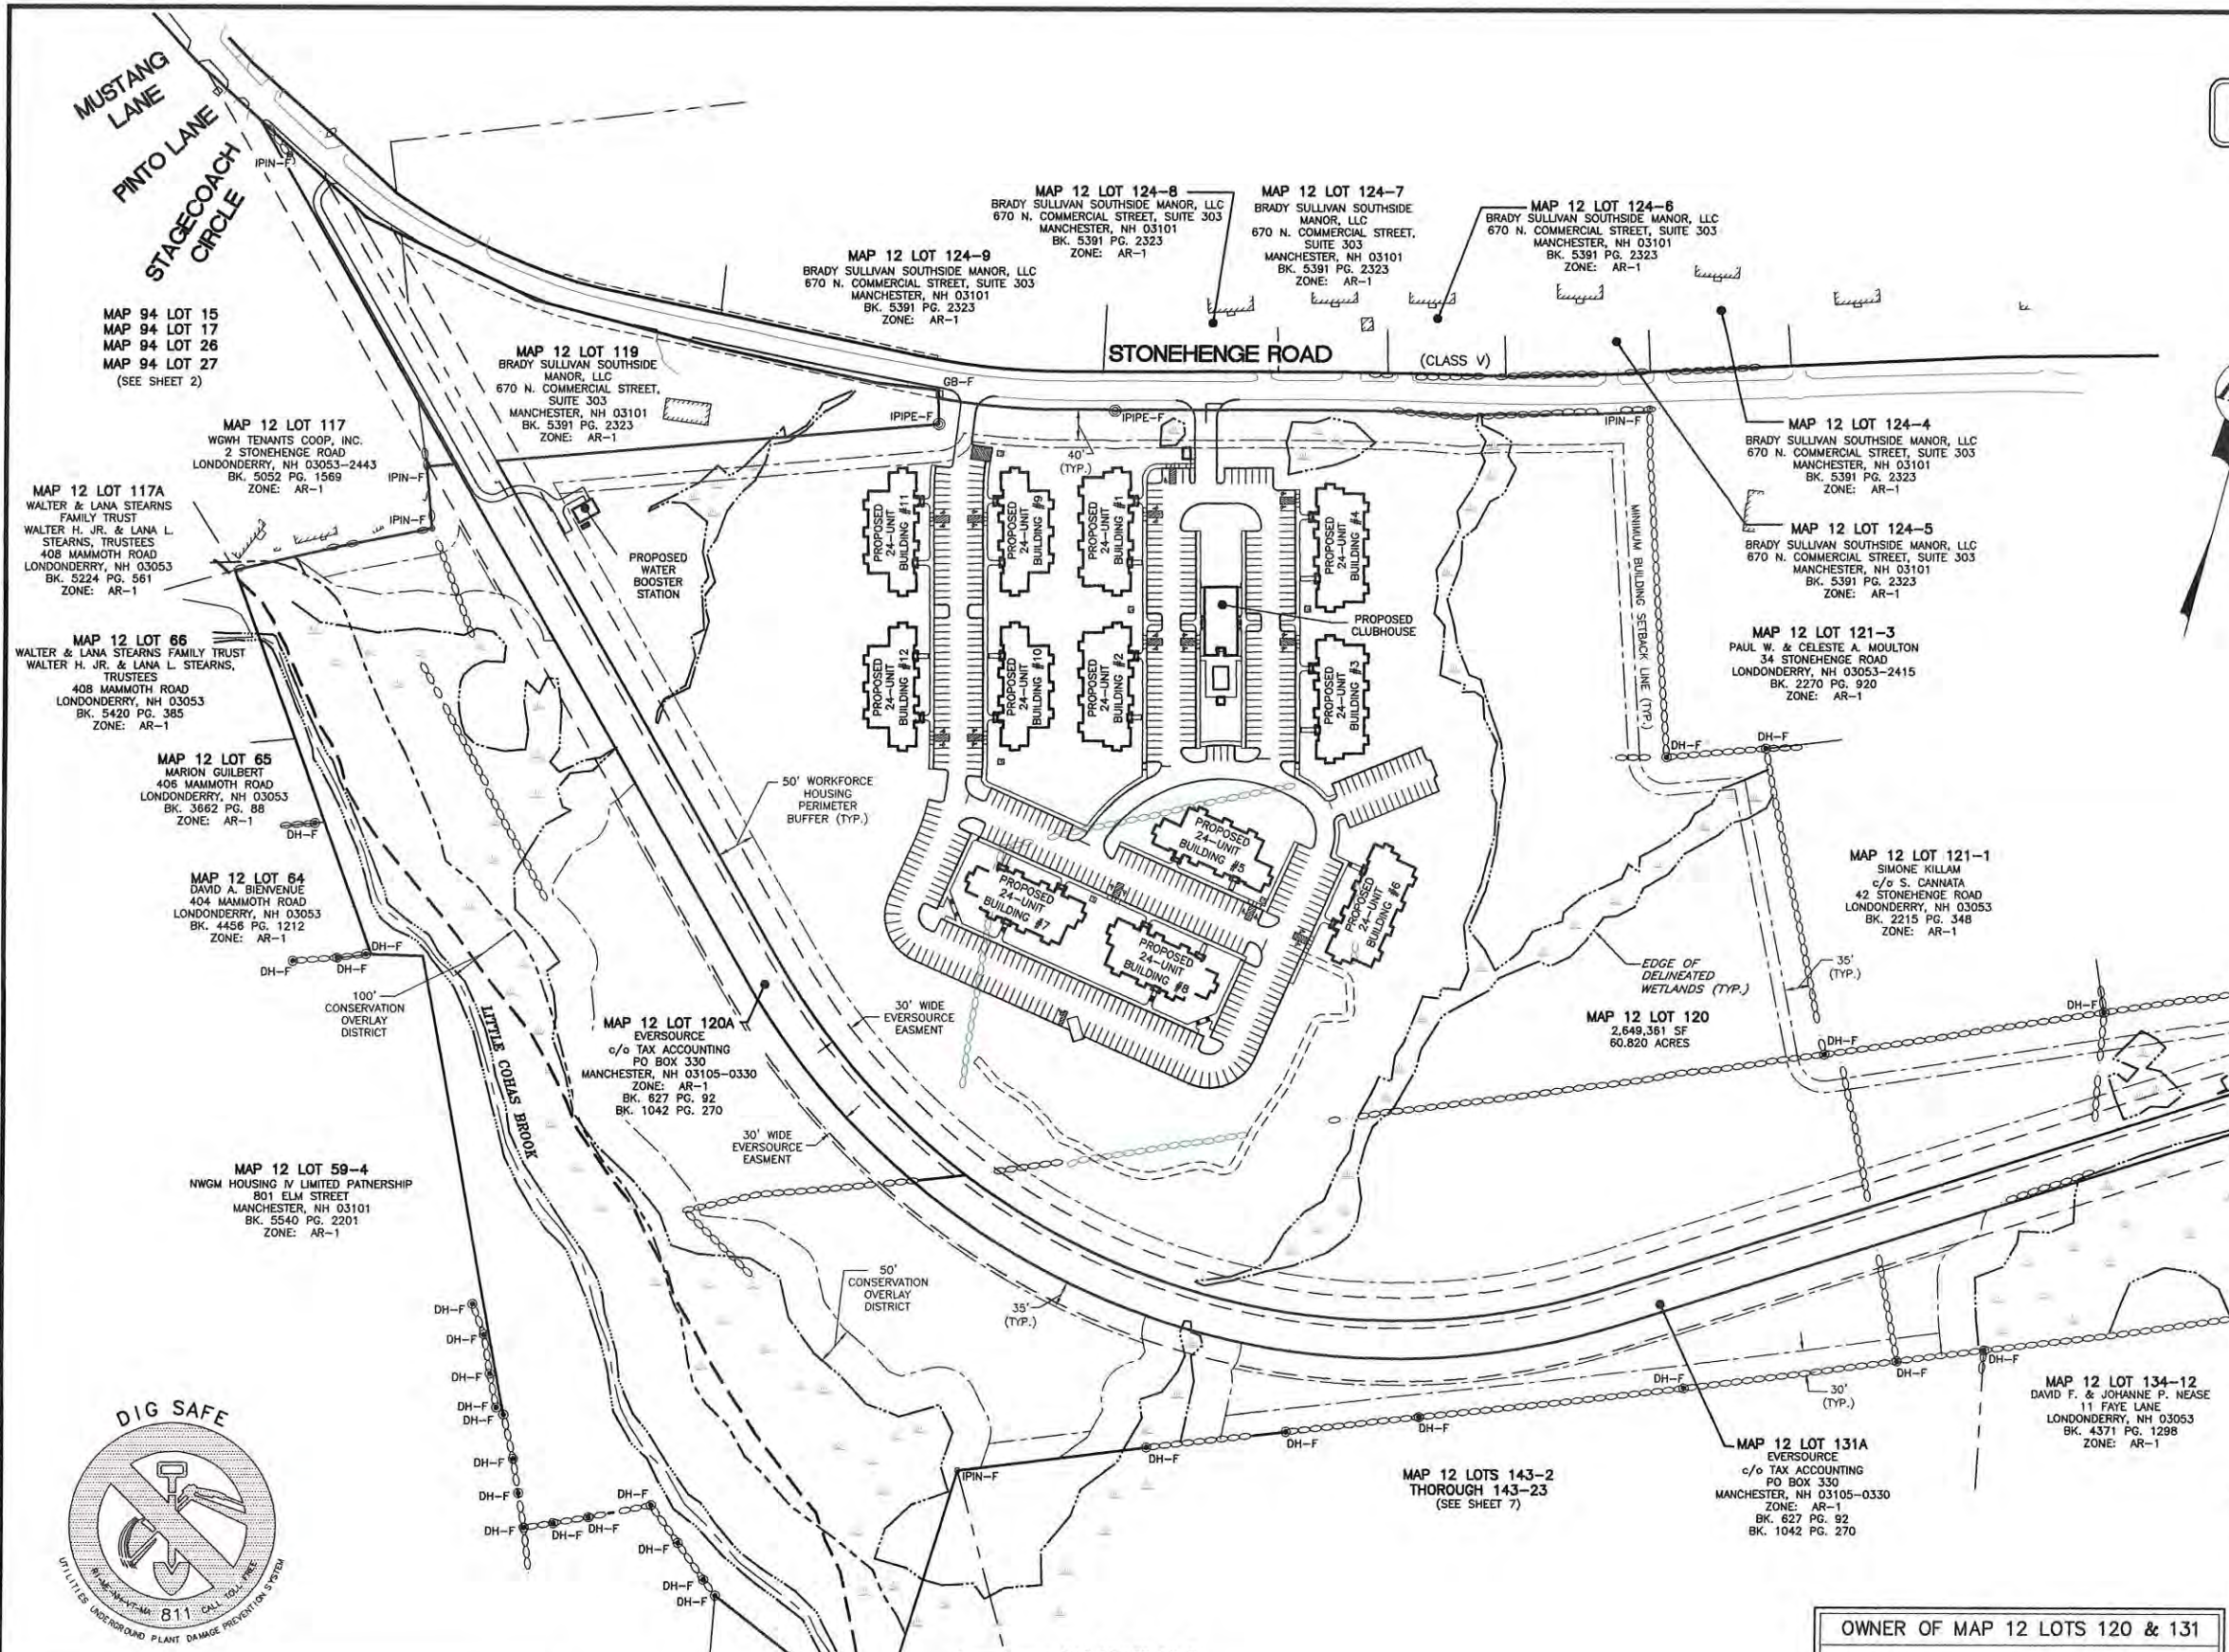 MUSTANG
LANE
PINTO LANE
STAGECOACH
CIRCLE
MAP 94 LOT 15
MAP 94 LOT 17
MAP 94 LOT 26
MAP 94 LOT 27
(SEE SHEET 2)
IPIN-F
MAP 12 LOT 124-9
BRADY SULLIVAN SOUTHSIDE MANOR, LLC
670 N. COMMERCIAL STREET, SUITE 303
MANCHESTER, NH 03101
BK. 5391 PG. 2323
ZONE: AR-1
MAP 12 LOT 124-8
BRADY SULLIVAN SOUTHSIDE MANOR, LLC
670 N. COMMERCIAL STREET, SUITE 303
MANCHESTER, NH 03101
BK. 5391 PG. 2323
ZONE: AR-1
MAP 12 LOT 124-7
BRADY SULLIVAN SOUTHSIDE
MANOR, LLC
670 N. COMMERCIAL STREET,
SUITE 303
MANCHESTER, NH 03101
BK. 5391 PG. 2323
ZONE: AR-1
MAP 12 LOT 124-6
BRADY SULLIVAN SOUTHSIDE MANOR, LLC
670 N. COMMERCIAL STREET, SUITE 303
MANCHESTER, NH 03101
BK. 5391 PG. 2323
ZONE: AR-1
STONEHENGE ROAD
(CLASS V)
MAP 12 LOT 119
BRADY SULLIVAN SOUTHSIDE
MANOR, LLC
670 N. COMMERCIAL STREET,
SUITE 303
MANCHESTER, NH 03101
BK. 5391 PG. 2323
ZONE: AR-1
GB-F
IPIPE-F
IPIPE-F
IPIN-F
40'
(TYP.)
MAP 12 LOT 124-4
BRADY SULLIVAN SOUTHSIDE MANOR, LLC
670 N. COMMERCIAL STREET, SUITE 303
MANCHESTER, NH 03101
BK. 5391 PG. 2323
ZONE: AR-1
MAP 12 LOT 124-5
BRADY SULLIVAN SOUTHSIDE MANOR, LLC
670 N. COMMERCIAL STREET, SUITE 303
MANCHESTER, NH 03101
BK. 5391 PG. 2323
ZONE: AR-1
MAP 12 LOT 117
WGWH TENANTS COOP, INC.
2 STONEHENGE ROAD
LONDONDERRY, NH 03053-2443
BK. 5052 PG. 1569
ZONE: AR-1
IPIN-F
IPIN-F
MAP 12 LOT 117A
WALTER & LANA STEARNS
FAMILY TRUST
WALTER H. JR. & LANA L.
STEARNS, TRUSTEES
408 MAMMOTH ROAD
LONDONDERRY, NH 03053
BK. 5224 PG. 561
ZONE: AR-1
PROPOSED
WATER
BOOSTER
STATION
PROPOSED
24-UNIT
BUILDING #11
PROPOSED
24-UNIT
BUILDING #9
PROPOSED
24-UNIT
BUILDING #1
PROPOSED
24-UNIT
BUILDING #4
PROPOSED
CLUBHOUSE
MINIMUM BUILDING SETBACK LINE (TYP.)
MAP 12 LOT 121-3
PAUL W. & CELESTE A. MOULTON
34 STONEHENGE ROAD
LONDONDERRY, NH 03053-2415
BK. 2270 PG. 920
ZONE: AR-1
MAP 12 LOT 66
WALTER & LANA STEARNS FAMILY TRUST
WALTER H. JR. & LANA L. STEARNS,
TRUSTEES
408 MAMMOTH ROAD
LONDONDERRY, NH 03053
BK. 5420 PG. 385
ZONE: AR-1
PROPOSED
24-UNIT
BUILDING #12
PROPOSED
24-UNIT
BUILDING #10
PROPOSED
24-UNIT
BUILDING #2
PROPOSED
24-UNIT
BUILDING #3
DH-F
DH-F
MAP 12 LOT 65
MARION GUILBERT
406 MAMMOTH ROAD
LONDONDERRY, NH 03053
BK. 3662 PG. 88
ZONE: AR-1
DH-F
50' WORKFORCE
HOUSING
PERIMETER
BUFFER (TYP.)
PROPOSED
24-UNIT
BUILDING #5
PROPOSED
24-UNIT
BUILDING #6
PROPOSED
24-UNIT
BUILDING #7
PROPOSED
24-UNIT
BUILDING #8
MAP 12 LOT 121-1
SIMONE KILLAM
c/o S. CANNATA
42 STONEHENGE ROAD
LONDONDERRY, NH 03053
BK. 2215 PG. 348
ZONE: AR-1
MAP 12 LOT 64
DAVID A. BIENVENUE
404 MAMMOTH ROAD
LONDONDERRY, NH 03053
BK. 4456 PG. 1212
ZONE: AR-1
DH-F
DH-F
DH-F
100'
CONSERVATION
OVERLAY
DISTRICT
LITTLE COHAS BROOK
EDGE OF
DELINEATED
WETLANDS (TYP.)
35'
(TYP.)
MAP 12 LOT 120
2,649,361 SF
60.820 ACRES
DH-F
DH-F
30' WIDE
EVERSOURCE
EASMENT
MAP 12 LOT 120A
EVERSOURCE
c/o TAX ACCOUNTING
PO BOX 330
MANCHESTER, NH 03105-0330
ZONE: AR-1
BK. 627 PG. 92
BK. 1042 PG. 270
30' WIDE
EVERSOURCE
EASMENT
MAP 12 LOT 59-4
NWGM HOUSING IV LIMITED PATNERSHIP
801 ELM STREET
MANCHESTER, NH 03101
BK. 5540 PG. 2201
ZONE: AR-1
50'
CONSERVATION
OVERLAY
DISTRICT
35'
(TYP.)
DH-F
DH-F
DH-F
DH-F
DH-F
DH-F
DH-F
DH-F
DH-F
DH-F
DH-F
DH-F
DH-F
DH-F
IPIN-F
DH-F
DH-F
DH-F
DH-F
DH-F
DH-F
30'
(TYP.)
MAP 12 LOTS 143-2
THOROUGH 143-23
(SEE SHEET 7)
MAP 12 LOT 131A
EVERSOURCE
c/o TAX ACCOUNTING
PO BOX 330
MANCHESTER, NH 03105-0330
ZONE: AR-1
BK. 627 PG. 92
BK. 1042 PG. 270
MAP 12 LOT 134-12
DAVID F. & JOHANNE P. NEASE
11 FAYE LANE
LONDONDERRY, NH 03053
BK. 4371 PG. 1298
ZONE: AR-1
DIG SAFE
RI-ME-NH-VT-MA 811 CALL TOLL FREE
UTILITIES UNDERGROUND PLANT DAMAGE PREVENTION SYSTEM
OWNER OF MAP 12 LOTS 120 & 131